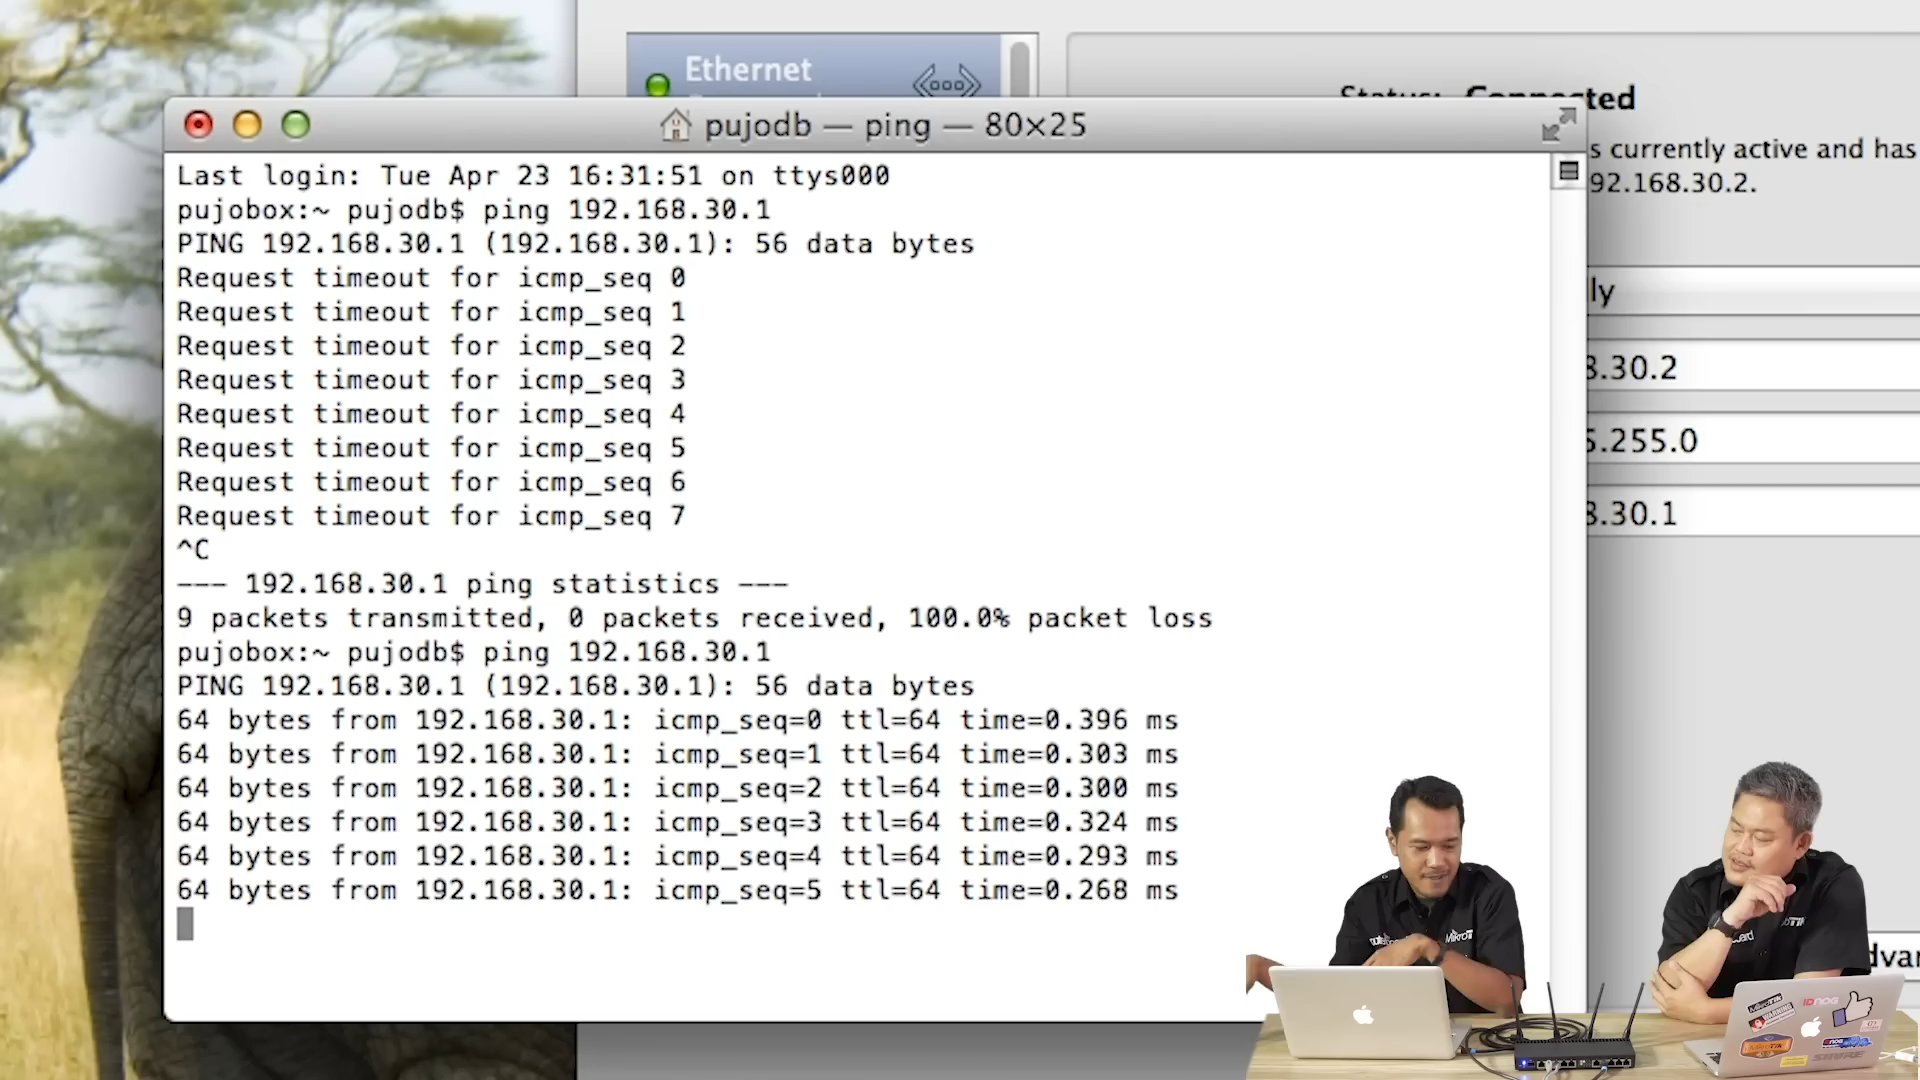 Ethernet
Status: Connected
pujodb — ping — 80×25
s currently active and has
92.168.30.2.
ly
3.30.2
5.255.0
3.30.1
dvan
Last login: Tue Apr 23 16:31:51 on ttys000
pujobox:~ pujodb$ ping 192.168.30.1
PING 192.168.30.1 (192.168.30.1): 56 data bytes
Request timeout for icmp_seq 0
Request timeout for icmp_seq 1
Request timeout for icmp_seq 2
Request timeout for icmp_seq 3
Request timeout for icmp_seq 4
Request timeout for icmp_seq 5
Request timeout for icmp_seq 6
Request timeout for icmp_seq 7
^C
--- 192.168.30.1 ping statistics ---
9 packets transmitted, 0 packets received, 100.0% packet loss
pujobox:~ pujodb$ ping 192.168.30.1
PING 192.168.30.1 (192.168.30.1): 56 data bytes
64 bytes from 192.168.30.1: icmp_seq=0 ttl=64 time=0.396 ms
64 bytes from 192.168.30.1: icmp_seq=1 ttl=64 time=0.303 ms
64 bytes from 192.168.30.1: icmp_seq=2 ttl=64 time=0.300 ms
64 bytes from 192.168.30.1: icmp_seq=3 ttl=64 time=0.324 ms
64 bytes from 192.168.30.1: icmp_seq=4 ttl=64 time=0.293 ms
64 bytes from 192.168.30.1: icmp_seq=5 ttl=64 time=0.268 ms
MikroTik
IDNOG
WARNING
MikroTik